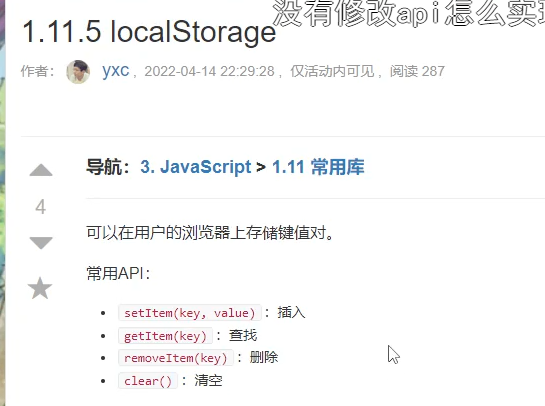 没有修改api怎么实现
1.11.5 localStorage
作者： yxc ，2022-04-14 22:29:28 ，仅活动内可见 ，阅读 287
导航：3. JavaScript > 1.11 常用库
4
可以在用户的浏览器上存储键值对。
常用API：
• setItem(key, value) ：插入
• getItem(key) ：查找
• removeItem(key) ：删除
• clear() ：清空